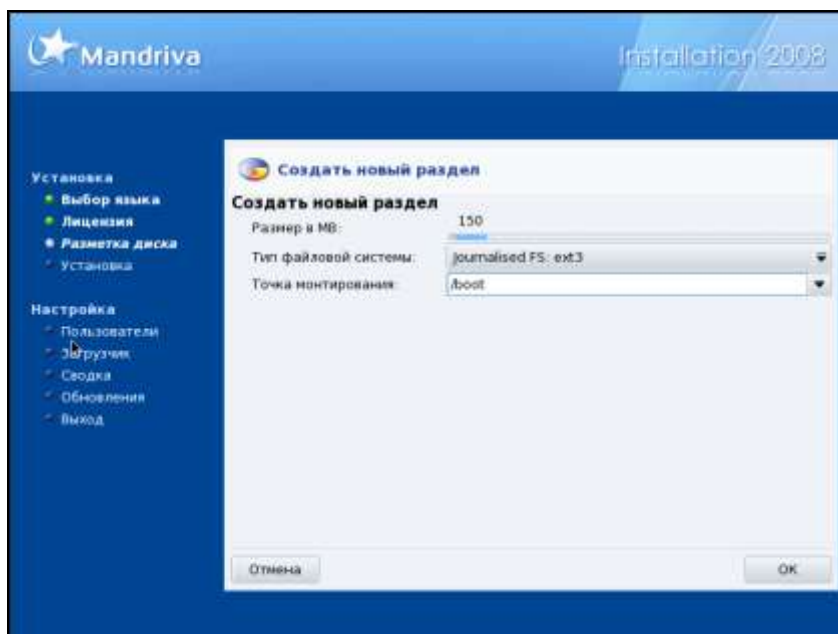 Mandriva
Installation 2008
Установка
Выбор языка
Лицензия
Разметка диска
Установка
Настройка
Пользователи
Загрузчик
Сводка
Обновления
Выход
Создать новый раздел
Создать новый раздел
Размер в MB: 150
Тип файловой системы: Journalised FS: ext3
Точка монтирования: /boot
Отмена OK